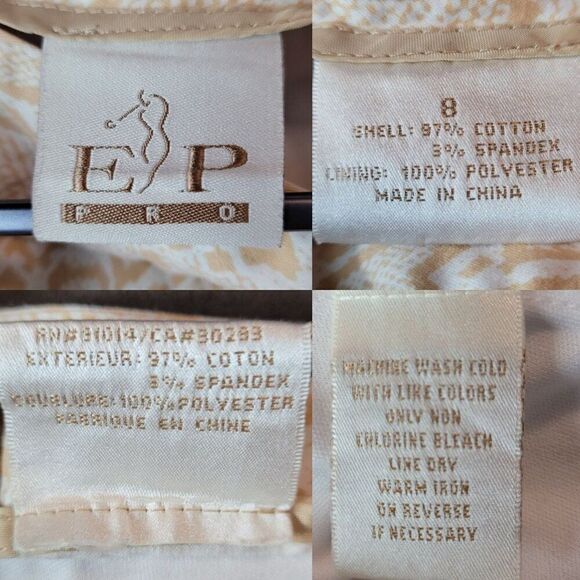 EP
PRO
8
SHELL: 97% COTTON
3% SPANDEX
LINING: 100% POLYESTER
MADE IN CHINA
RN#81014/CA#30283
EXTERIEUR: 97% COTON
3% SPANDEX
DOUBLURE: 100% POLYESTER
FABRIQUE EN CHINE
MACHINE WASH COLD
WITH LIKE COLORS
ONLY NON
CHLORINE BLEACH
LINE DRY
WARM IRON
ON REVERSE
IF NECESSARY